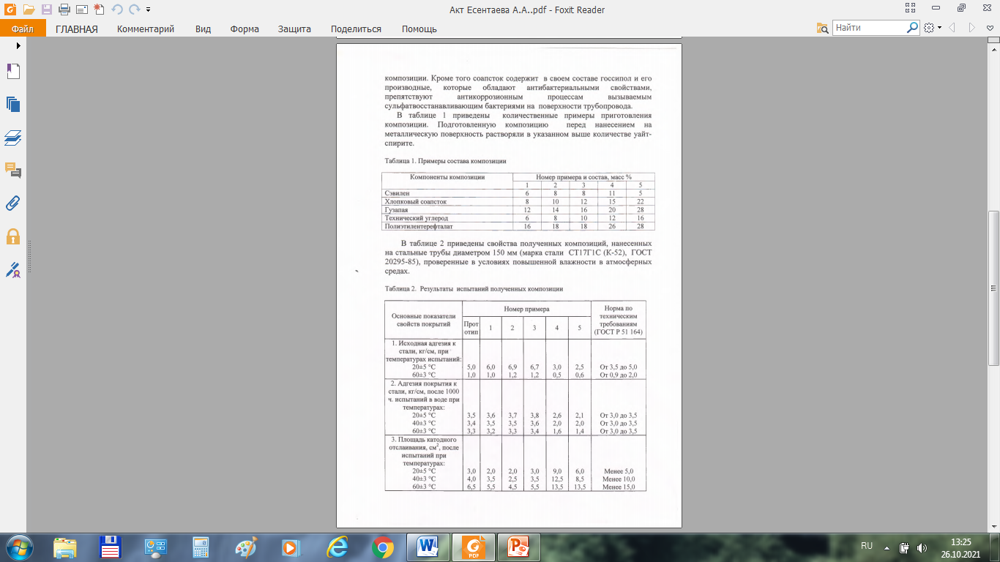 Акт Есентаева А.А..pdf - Foxit Reader
Файл ГЛАВНАЯ Комментарий Вид Форма Защита Поделиться Помощь Найти
композиции. Кроме того соапсток содержит в своем составе госсипол и его
производные, которые обладают антибактериальными свойствами,
препятствуют антикоррозионным процессам вызываемым
сульфатвосстанавливающим бактериями на поверхности трубопровода.
В таблице 1 приведены количественные примеры приготовления
композиции. Подготовленную композицию перед нанесением на
металлическую поверхность растворяли в указанном выше количестве уайт-
спирите.
Таблица 1. Примеры состава композиции
Компоненты композиции Номер примера и состав, масс %
1 2 3 4 5
Сэвилен 6 8 8 11 5
Хлопковый соапсток 8 10 12 15 22
Гузапая 12 14 16 20 28
Технический углерод 6 8 10 12 16
Полиэтилентерефталат 16 18 18 26 28
В таблице 2 приведены свойства полученных композиций, нанесенных
на стальные трубы диаметром 150 мм (марка стали СТ17Г1С (К-52), ГОСТ
20295-85), проверенные в условиях повышенной влажности в атмосферных
средах.
Таблица 2. Результаты испытаний полученных композиции
Основные показатели
свойств покрытий
Номер примера
Прот
отип 1 2 3 4 5
Норма по
техническим
требованиям
(ГОСТ Р 51 164)
1. Исходная адгезия к
стали, кг/см, при
температурах испытаний:
20±5 °С 5,0 6,0 6,9 6,7 3,0 2,5 От 3,5 до 5,0
60±3 °С 1,0 1,0 1,2 1,2 0,5 0,6 От 0,9 до 2,0
2. Адгезия покрытия к
стали, кг/см, после 1000
ч. испытаний в воде при
температурах:
20±5 °С 3,5 3,6 3,7 3,8 2,6 2,1 От 3,0 до 3,5
40±3 °С 3,4 3,5 3,5 3,6 2,0 2,0 От 3,0 до 3,5
60±3 °С 3,3 3,2 3,3 3,4 1,6 1,4 От 3,0 до 3,5
3. Площадь катодного
отслаивания, см², после
испытаний при
температурах:
20±5 °С 3,0 2,0 2,0 3,0 9,0 6,0 Менее 5,0
40±3 °С 4,0 3,5 2,5 3,5 12,5 8,5 Менее 10,0
60±3 °С 6,5 5,5 4,5 5,5 13,5 13,5 Менее 15,0
RU
13:25
26.10.2021